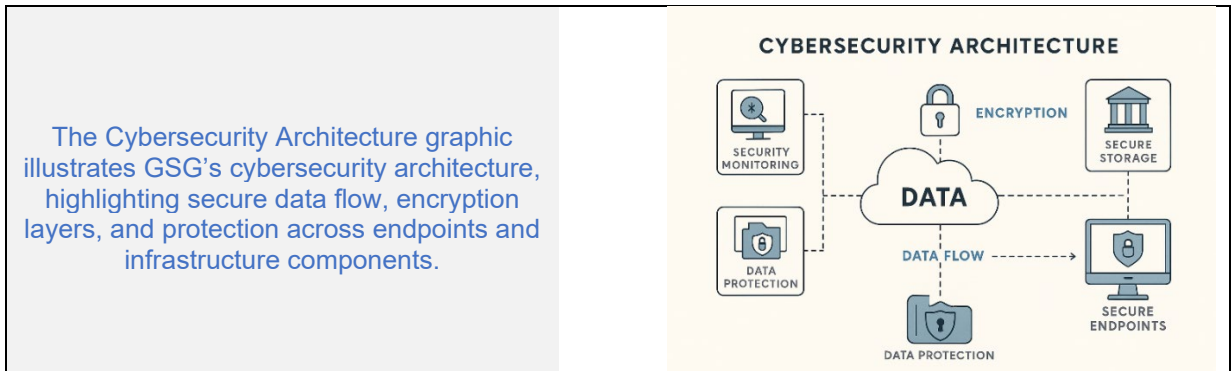 The Cybersecurity Architecture graphic
illustrates GSG's cybersecurity architecture,
highlighting secure data flow, encryption
layers, and protection across endpoints and
infrastructure components.
CYBERSECURITY ARCHITECTURE
SECURITY
MONITORING
ENCRYPTION
SECURE
STORAGE
DATA
DATA
PROTECTION
DATA FLOW
SECURE
ENDPOINTS
DATA PROTECTION